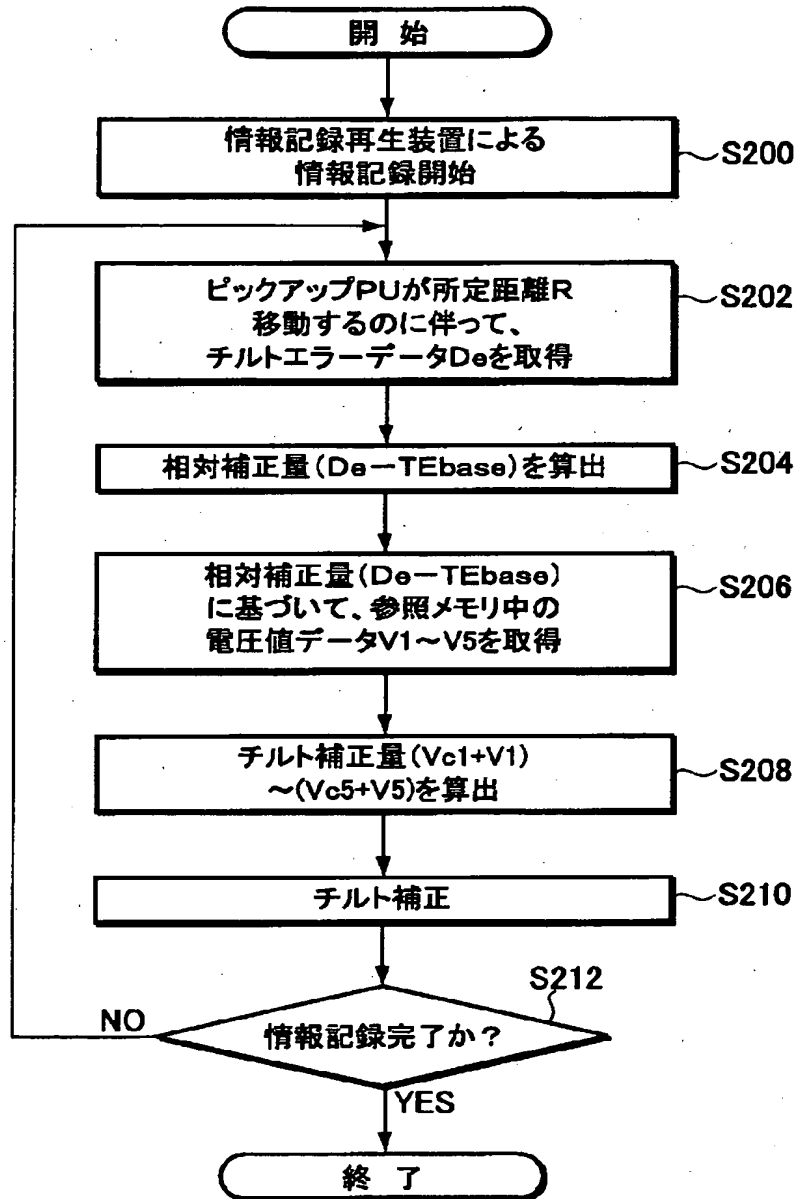 開 始
情報記録再生装置による
情報記録開始
S200
ピックアップPUが所定距離R
移動するのに伴って、
チルトエラーデータDeを取得
S202
相対補正量(De－TEbase)を算出
S204
相対補正量(De－TEbase)
に基づいて、参照メモリ中の
電圧値データV1～V5を取得
S206
チルト補正量(Vc1+V1)
～(Vc5+V5)を算出
S208
チルト補正
S210
S212
情報記録完了か？
NO
YES
終 了